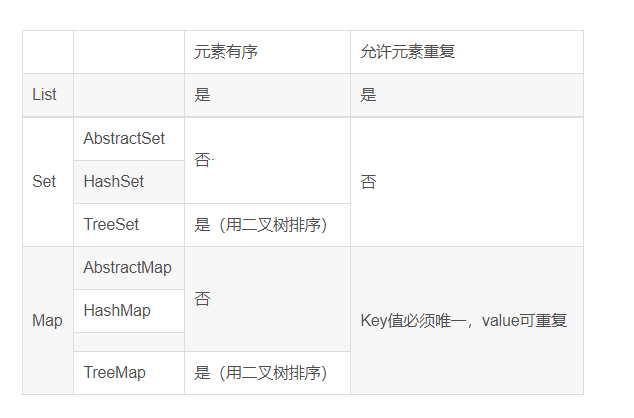 元素有序 允许元素重复
List 是 是
AbstractSet
否·
Set HashSet 否
TreeSet 是（用二叉树排序）
AbstractMap
否
HashMap
Map Key值必须唯一，value可重复
TreeMap 是（用二叉树排序）